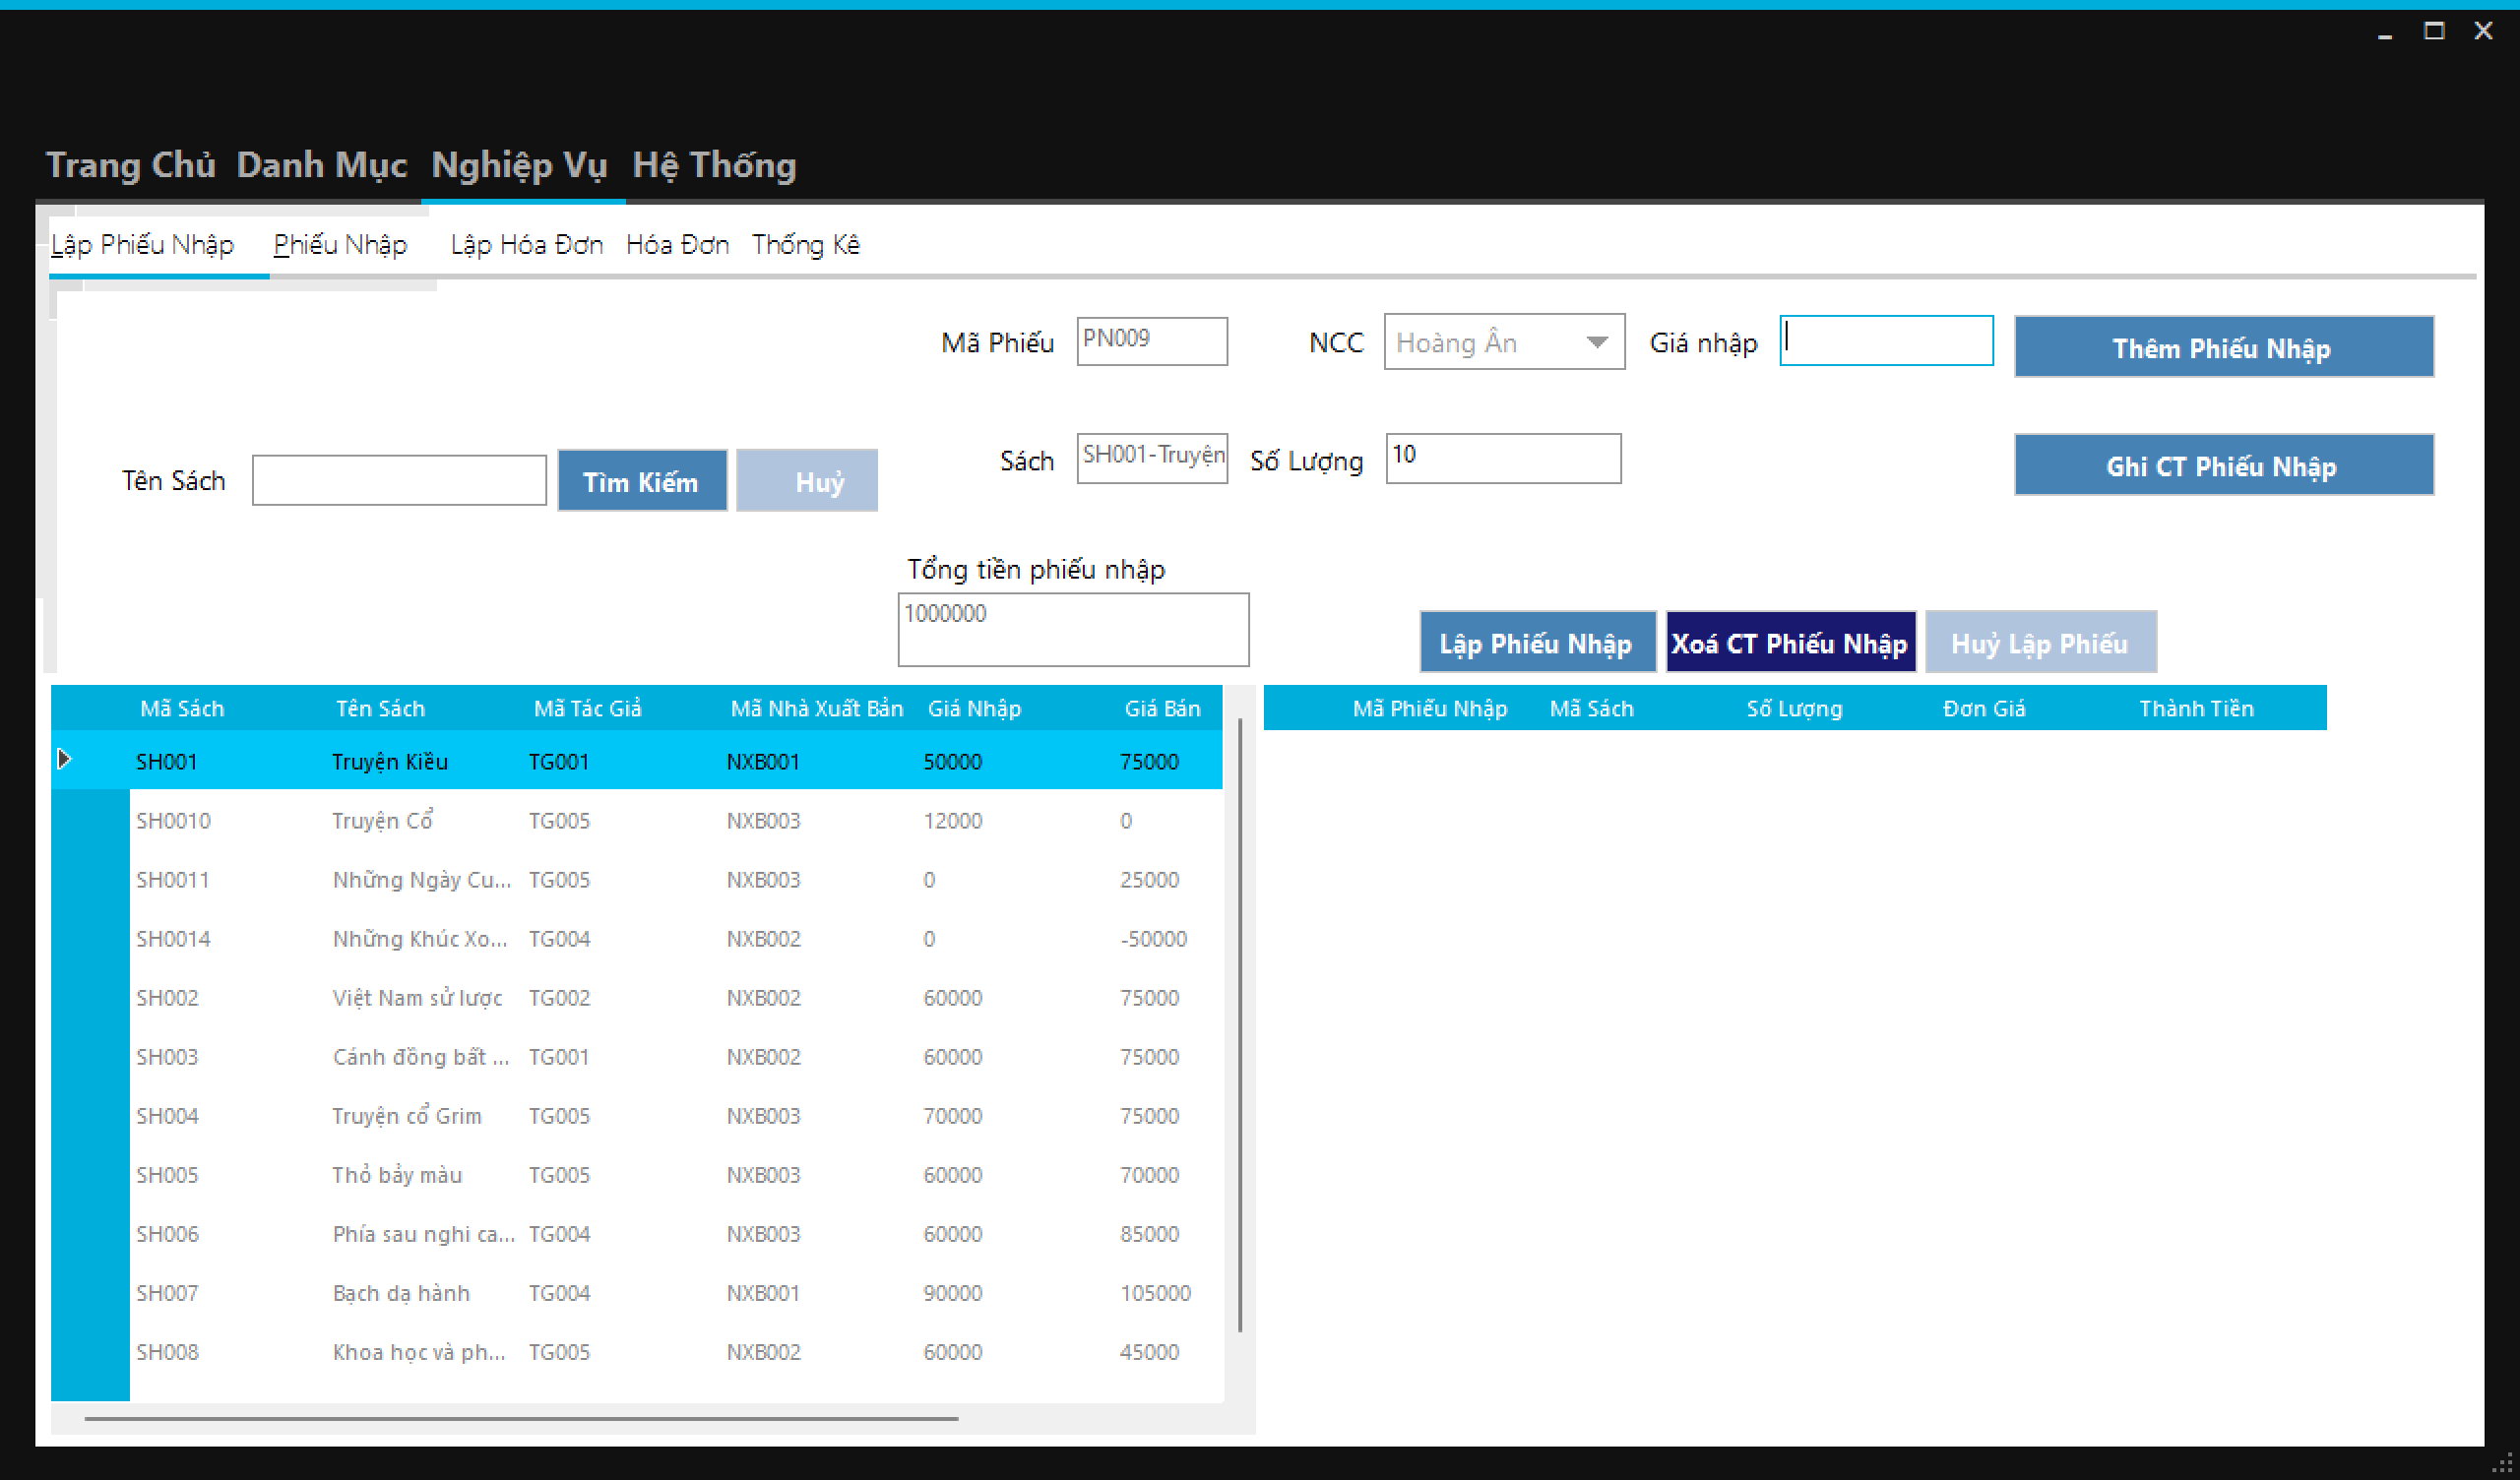 Trang Chủ Danh Mục Nghiệp Vụ Hệ Thống
Lập Phiếu Nhập Phiếu Nhập Lập Hóa Đơn Hóa Đơn Thống Kê
Mã Phiếu PN009 NCC Hoàng Ân Giá nhập Thêm Phiếu Nhập
Sách SH001-Truyện Số Lượng 10 Ghi CT Phiếu Nhập
Tên Sách Tìm Kiếm Huỷ
Tổng tiền phiếu nhập
1000000
Lập Phiếu Nhập Xoá CT Phiếu Nhập Huỷ Lập Phiếu
Mã Sách Tên Sách Mã Tác Giả Mã Nhà Xuất Bản Giá Nhập Giá Bán
SH001 Truyện Kiều TG001 NXB001 50000 75000
SH0010 Truyện Cổ TG005 NXB003 12000 0
SH0011 Những Ngày Cu... TG005 NXB003 0 25000
SH0014 Những Khúc Xo... TG004 NXB002 0 -50000
SH002 Việt Nam sử lược TG002 NXB002 60000 75000
SH003 Cánh đồng bất ... TG001 NXB002 60000 75000
SH004 Truyện cổ Grim TG005 NXB003 70000 75000
SH005 Thỏ bẩy màu TG005 NXB003 60000 70000
SH006 Phía sau nghi ca... TG004 NXB003 60000 85000
SH007 Bạch dạ hành TG004 NXB001 90000 105000
SH008 Khoa học và ph... TG005 NXB002 60000 45000
Mã Phiếu Nhập Mã Sách Số Lượng Đơn Giá Thành Tiền